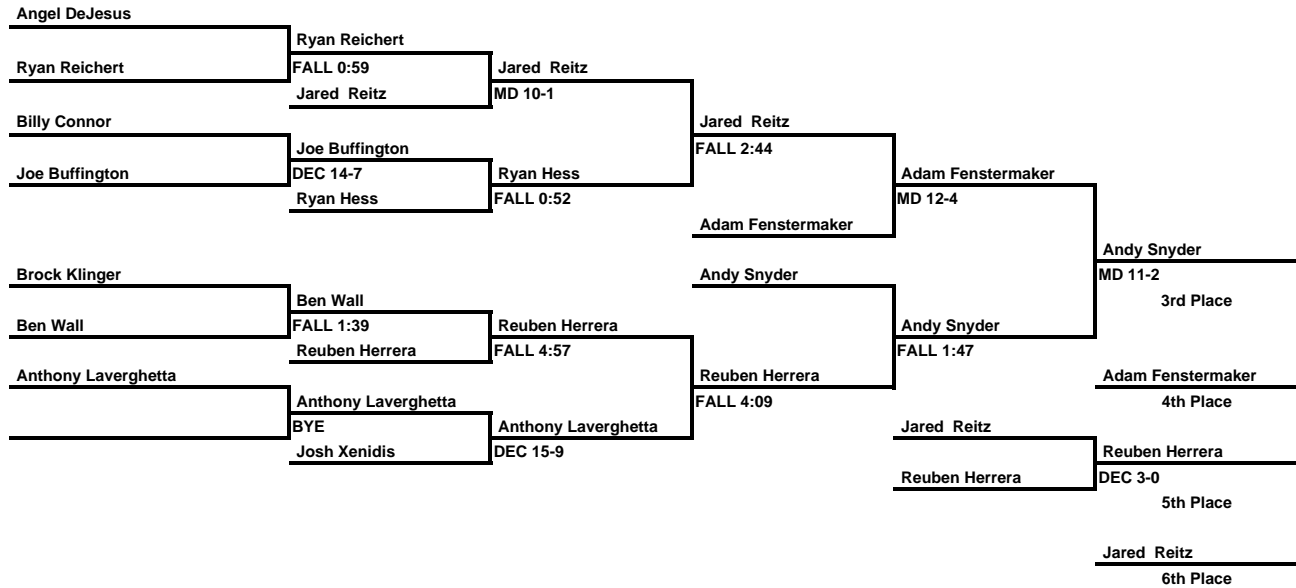 Angel DeJesus
Ryan Reichert
Ryan Reichert
FALL 0:59
Jared Reitz
MD 10-1
Jared Reitz
Billy Connor
Jared Reitz
FALL 2:44
Joe Buffington
Joe Buffington
DEC 14-7
Ryan Hess
FALL 0:52
Ryan Hess
Adam Fenstermaker
MD 12-4
Adam Fenstermaker
Andy Snyder
MD 11-2
3rd Place
Brock Klinger
Andy Snyder
Ben Wall
Ben Wall
FALL 1:39
Reuben Herrera
FALL 4:57
Reuben Herrera
Andy Snyder
FALL 1:47
Anthony Laverghetta
Reuben Herrera
FALL 4:09
Adam Fenstermaker
4th Place
Anthony Laverghetta
BYE
Anthony Laverghetta
DEC 15-9
Josh Xenidis
Jared Reitz
Reuben Herrera
DEC 3-0
Reuben Herrera
5th Place
Jared Reitz
6th Place